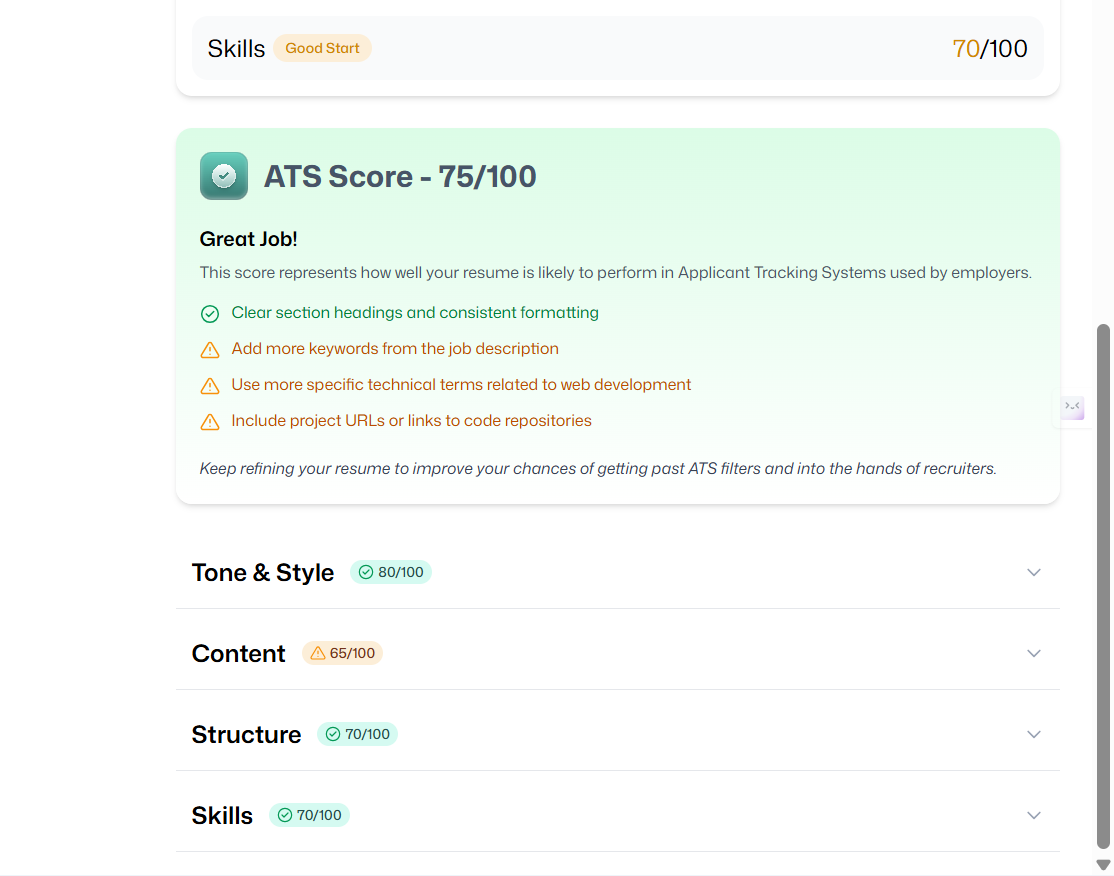 Skills Good Start 70/100
ATS Score - 75/100
Great Job!
This score represents how well your resume is likely to perform in Applicant Tracking Systems used by employers.
Clear section headings and consistent formatting
Add more keywords from the job description
Use more specific technical terms related to web development
Include project URLs or links to code repositories
Keep refining your resume to improve your chances of getting past ATS filters and into the hands of recruiters.
Tone & Style 80/100
Content 65/100
Structure 70/100
Skills 70/100